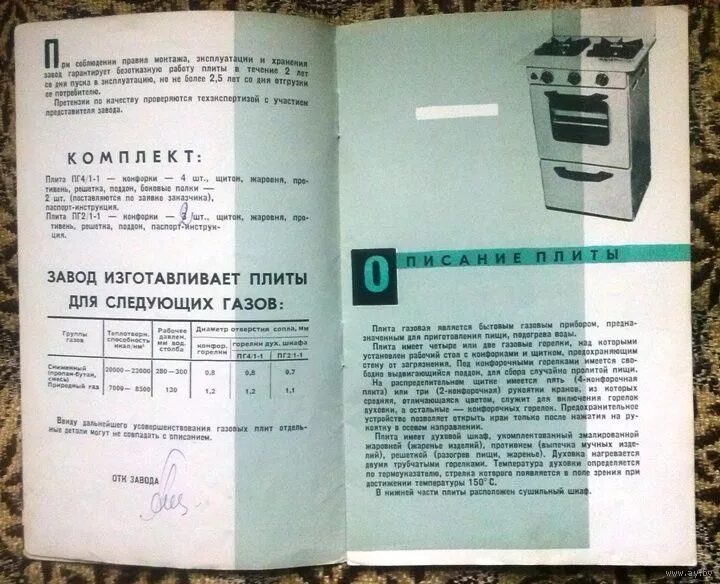 При соблюдении правил монтажа, эксплуатации и хранения
завод гарантирует безотказную работу плиты в течение 2 лет
со дня пуска в эксплуатацию, но не более 2,5 лет со дня отгрузки
ее потребителю.
Претензии по качеству проверяются техэкспертизой с участием
представителя завода.
КОМПЛЕКТ:
Плита ПГ4/1-1 — конфорки — 4 шт., щиток, жаровня, про-
тивень, решетка, поддон, боковые полки —
2 шт. (поставляются по заявке заказчика),
паспорт-инструкция.
Плита ПГ2/1-1 — конфорки — 2 шт., щиток, жаровня, про-
тивень, решетка, поддон, паспорт-инструк-
ция.
ЗАВОД ИЗГОТАВЛИВАЕТ ПЛИТЫ
ДЛЯ СЛЕДУЮЩИХ ГАЗОВ:
Группы газов | Теплотворн. способность ккал/нм³ | Рабочее давлен. мм вод. столба | Диаметр отверстия сопла, мм
конфор. горелки | горелки дух. шкафа
ПГ4/1-1 | ПГ2/1-1
Сжиженный (пропан-бутан, смесь) | 20000—22000 | 280—300 | 0,8 | 0,8 | 0,7
Природный газ | 7000— 8500 | 130 | 1,2 | 1,2 | 1,1
Ввиду дальнейшего усовершенствования газовых плит отдель-
ные детали могут не совпадать с описанием.
ОТК ЗАВОДА
ОПИСАНИЕ ПЛИТЫ
Плита газовая является бытовым газовым прибором, предназ-
наченным для приготовления пищи, подогрева воды.
Плита имеет четыре или две газовые горелки, над которыми
установлен рабочий стол с конфорками и щитком, предохраняющим
стену от загрязнения. Под конфорочными горелками имеется сво-
бодно выдвигающийся поддон, для сбора случайно пролитой пищи.
На распределительном щитке имеется пять (4-конфорочная
плита) или три (2-конфорочная) рукоятки кранов, из которых
средняя, отличающаяся цветом, служит для включения горелок
духовки, а остальные — конфорочных горелок. Предохранительное
устройство позволяет открыть кран только после нажатия на ру-
коятку в осевом направлении.
Плита имеет духовой шкаф, укомплектованный эмалированной
жаровней (жаренье изделий), противнем (выпечка мучных изде-
лий), решеткой (разогрев пищи, жаренье). Духовка нагревается
двумя трубчатыми горелками. Температура духовки определяется
по термоуказателю, стрелка которого появляется в поле зрения при
достижении температуры 150°С.
В нижней части плиты расположен сушильный шкаф.
www.ay.by